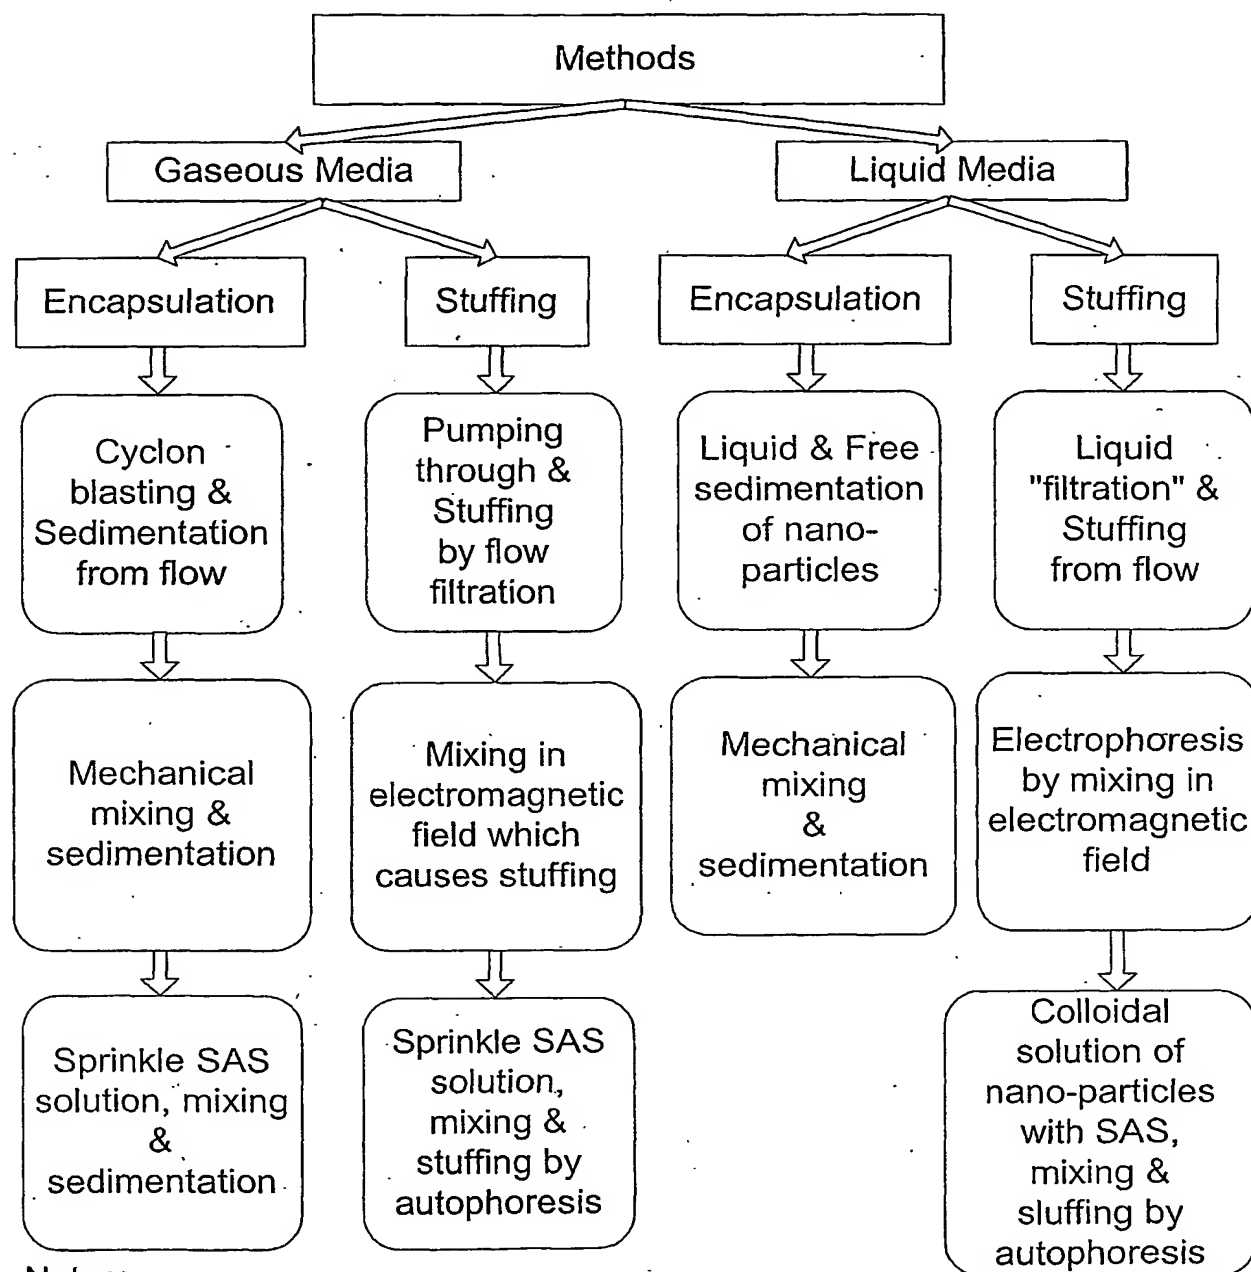 Methods
Gaseous Media
Liquid Media
Encapsulation
Stuffing
Encapsulation
Stuffing
Cyclon
blasting &
Sedimentation
from flow
Pumping
through &
Stuffing
by flow
filtration
Liquid & Free
sedimentation
of nano-
particles
Liquid
"filtration" &
Stuffing
from flow
Mechanical
mixing &
sedimentation
Mixing in
electromagnetic
field which
causes stuffing
Mechanical
mixing
&
sedimentation
Electrophoresis
by mixing in
electromagnetic
field
Sprinkle SAS
solution, mixing
&
sedimentation
Sprinkle SAS
solution,
mixing &
stuffing by
autophoresis
Colloidal
solution of
nano-particles
with SAS,
mixing &
sluffing by
autophoresis